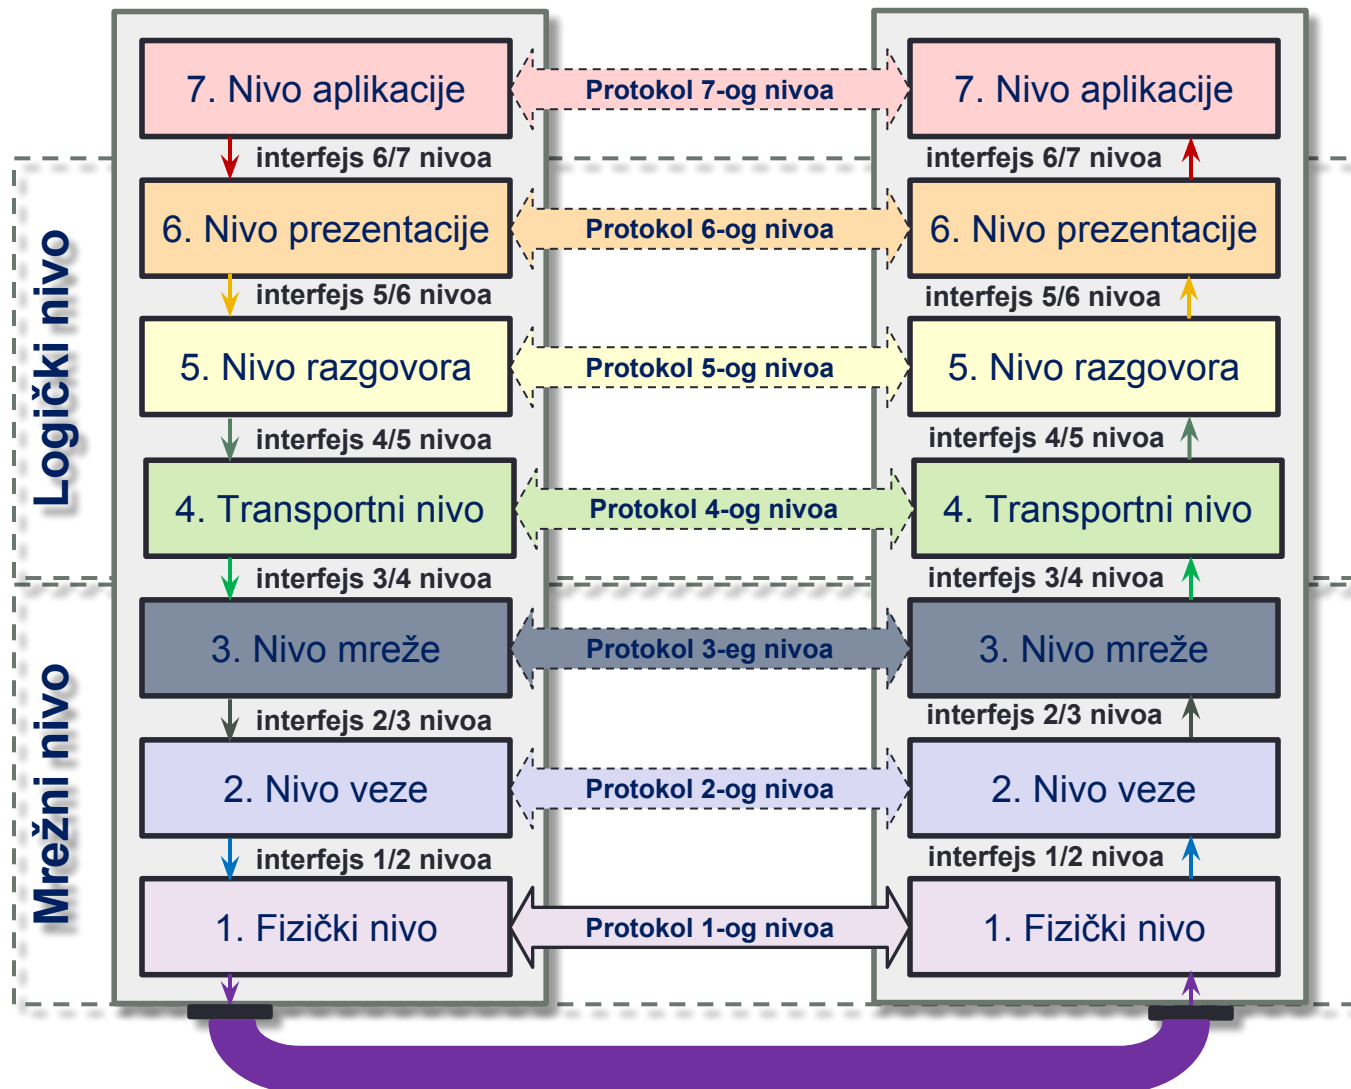 7. Nivo aplikacije
Protokol 7-og nivoa
7. Nivo aplikacije
interfejs 6/7 nivoa
interfejs 6/7 nivoa
Logički nivo
6. Nivo prezentacije
Protokol 6-og nivoa
6. Nivo prezentacije
interfejs 5/6 nivoa
interfejs 5/6 nivoa
5. Nivo razgovora
Protokol 5-og nivoa
5. Nivo razgovora
interfejs 4/5 nivoa
interfejs 4/5 nivoa
4. Transportni nivo
Protokol 4-og nivoa
4. Transportni nivo
interfejs 3/4 nivoa
interfejs 3/4 nivoa
Mrežni nivo
3. Nivo mreže
Protokol 3-eg nivoa
3. Nivo mreže
interfejs 2/3 nivoa
interfejs 2/3 nivoa
2. Nivo veze
Protokol 2-og nivoa
2. Nivo veze
interfejs 1/2 nivoa
interfejs 1/2 nivoa
1. Fizički nivo
Protokol 1-og nivoa
1. Fizički nivo